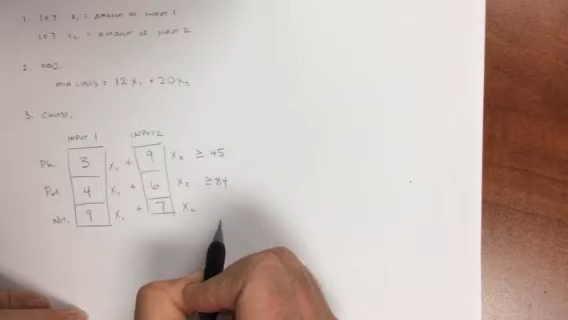 1. LET X₁ = AMOUNT OF INPUT 1
LET X₂ = AMOUNT OF INPUT 2
2. OBJ.
MIN COSTS = 12X₁ + 20X₂
3. CONST.
INPUT 1 INPUT 2
Ph. 3 X₁ + 9 X₂ ≥ 45
Pot 4 X₁ + 6 X₂ ≥ 84
Nit. 9 X₁ + 7 X₂